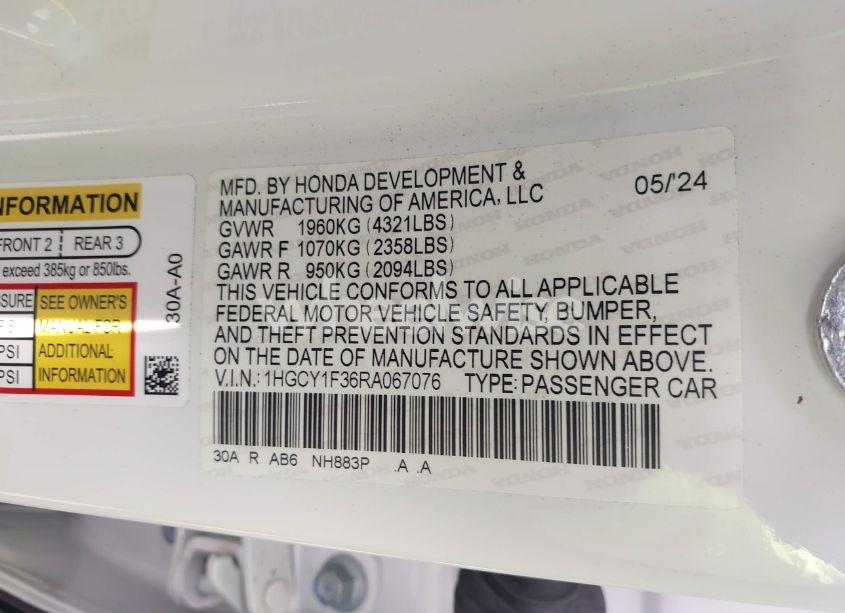 INFORMATION
FRONT 2 REAR 3
exceed 385kg or 850lbs.
SEE OWNER'S
MANUAL FOR
PSI ADDITIONAL
PSI INFORMATION
30A-A0
MFD. BY HONDA DEVELOPMENT &
MANUFACTURING OF AMERICA, LLC 05/'24
GVWR 1960KG (4321LBS)
GAWR F 1070KG (2358LBS)
GAWR R 950KG (2094LBS)
THIS VEHICLE CONFORMS TO ALL APPLICABLE
FEDERAL MOTOR VEHICLE SAFETY, BUMPER,
AND THEFT PREVENTION STANDARDS IN EFFECT
ON THE DATE OF MANUFACTURE SHOWN ABOVE.
V.I.N.: 1HGCY1F36RA067076 TYPE: PASSENGER CAR
30A R AB6 NH883P .A .A